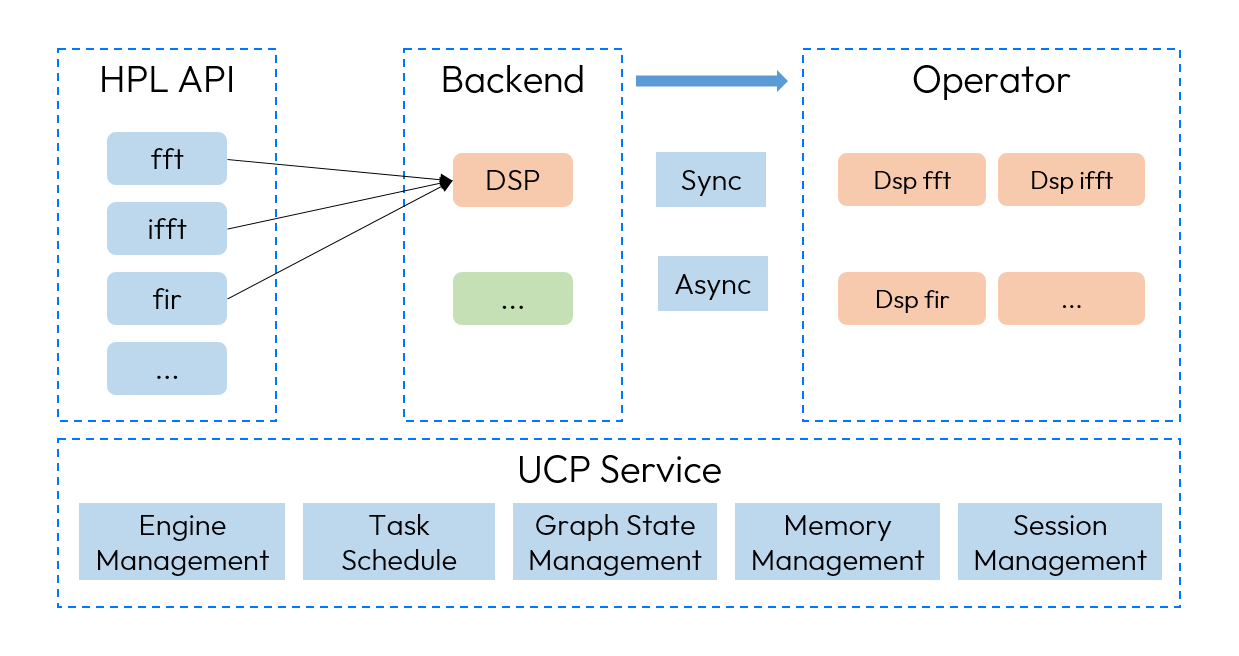 HPL API
fft
ifft
fir
...
Backend
DSP
...
Sync
Async
Operator
Dsp fft
Dsp ifft
Dsp fir
...
UCP Service
Engine
Management
Task
Schedule
Graph State
Management
Memory
Management
Session
Management